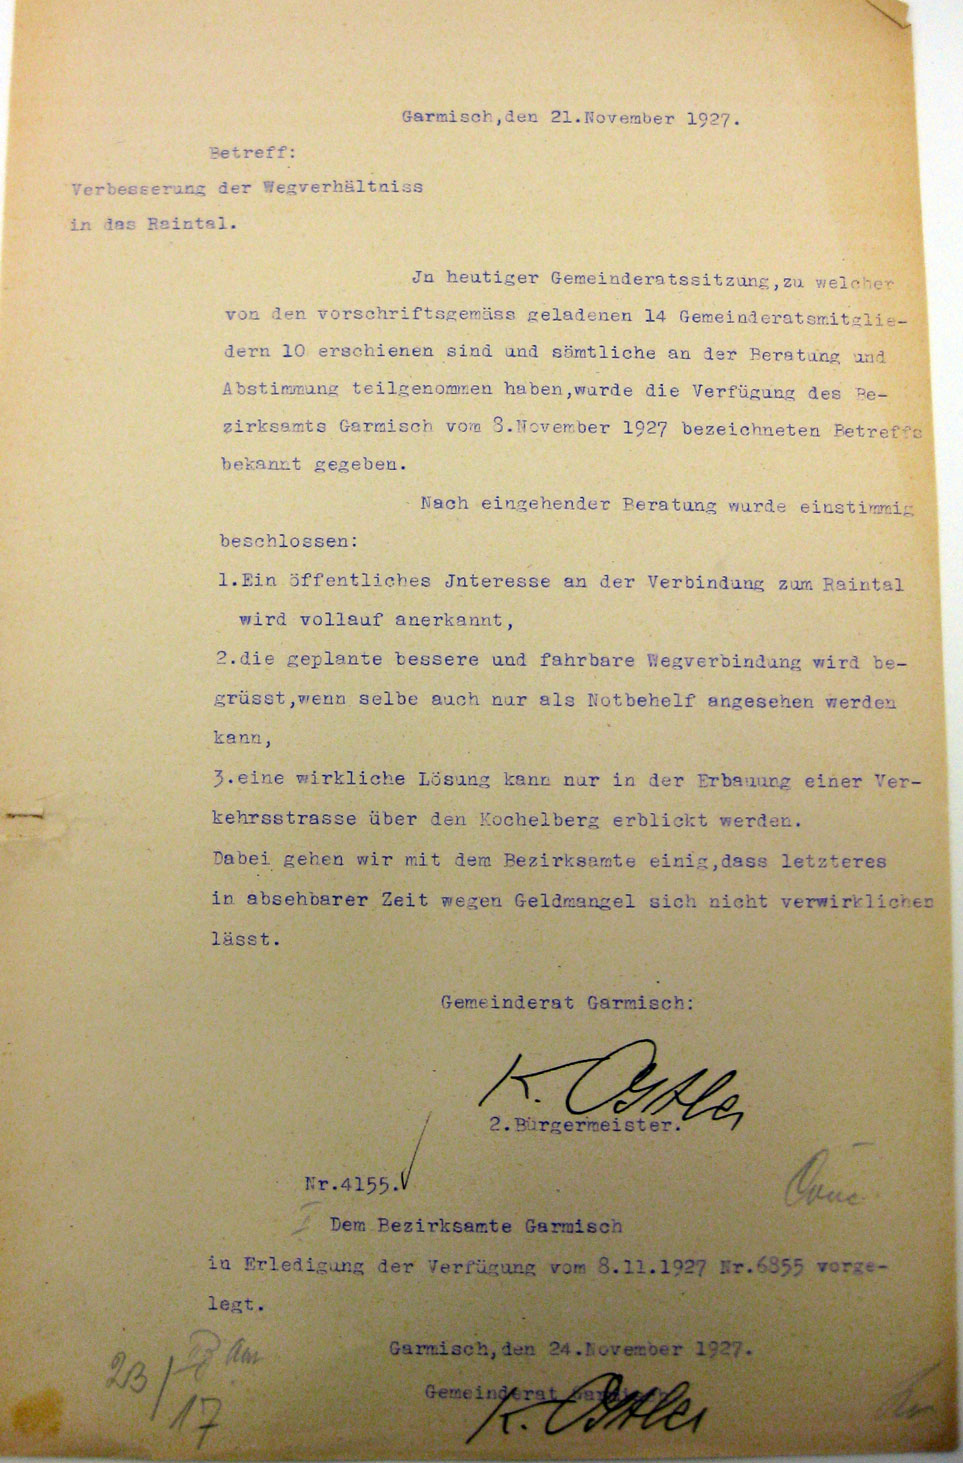 Garmisch,den 21.November 1927.
Betreff:
Verbesserung der Wegverhältniss
in das Raintal.
Jn heutiger Gemeinderatssitzung,zu welcher
von den vorschriftsgemäss geladenen 14 Gemeinderatsmitglie-
dern 10 erschienen sind und sämtliche an der Beratung und
Abstimmung teilgenommen haben,wurde die Verfügung des Be-
zirksamts Garmisch vom 8.November 1927 bezeichneten Betreffs
bekannt gegeben.
Nach eingehender Beratung wurde einstimmig
beschlossen:
1.Ein öffentliches Jnteresse an der Verbindung zum Raintal
wird vollauf anerkannt,
2.die geplante bessere und fahrbare Wegverbindung wird be-
grüsst,wenn selbe auch nur als Notbehelf angesehen werden
kann,
3.eine wirkliche Lösung kann nur in der Erbauung einer Ver-
kehrsstrasse über den Kochelberg erblickt werden.
Dabei gehen wir mit dem Bezirksamte einig,dass letzteres
in absehbarer Zeit wegen Geldmangel sich nicht verwirklichen
lässt.
Gemeinderat Garmisch:
K. Ostler
2.Bürgermeister.
Nr.4155.
I Dem Bezirksamte Garmisch
in Erledigung der Verfügung vom 8.11.1927 Nr.6855 vorge-
legt.
Garmisch,den 24.November 1927.
Gemeinderat Garmisch
K. Ostler
23/
17